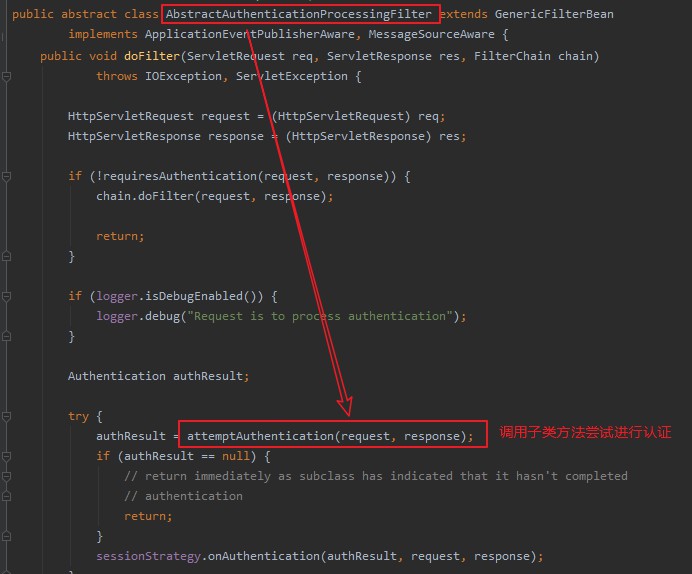 public abstract class AbstractAuthenticationProcessingFilter extends GenericFilterBean
implements ApplicationEventPublisherAware, MessageSourceAware {
public void doFilter(ServletRequest req, ServletResponse res, FilterChain chain)
throws IOException, ServletException {
HttpServletRequest request = (HttpServletRequest) req;
HttpServletResponse response = (HttpServletResponse) res;
if (!requiresAuthentication(request, response)) {
chain.doFilter(request, response);
return;
}
if (logger.isDebugEnabled()) {
logger.debug("Request is to process authentication");
}
Authentication authResult;
try {
authResult = attemptAuthentication(request, response); 调用子类方法尝试进行认证
if (authResult == null) {
// return immediately as subclass has indicated that it hasn't completed
// authentication
return;
}
sessionStrategy.onAuthentication(authResult, request, response);
}